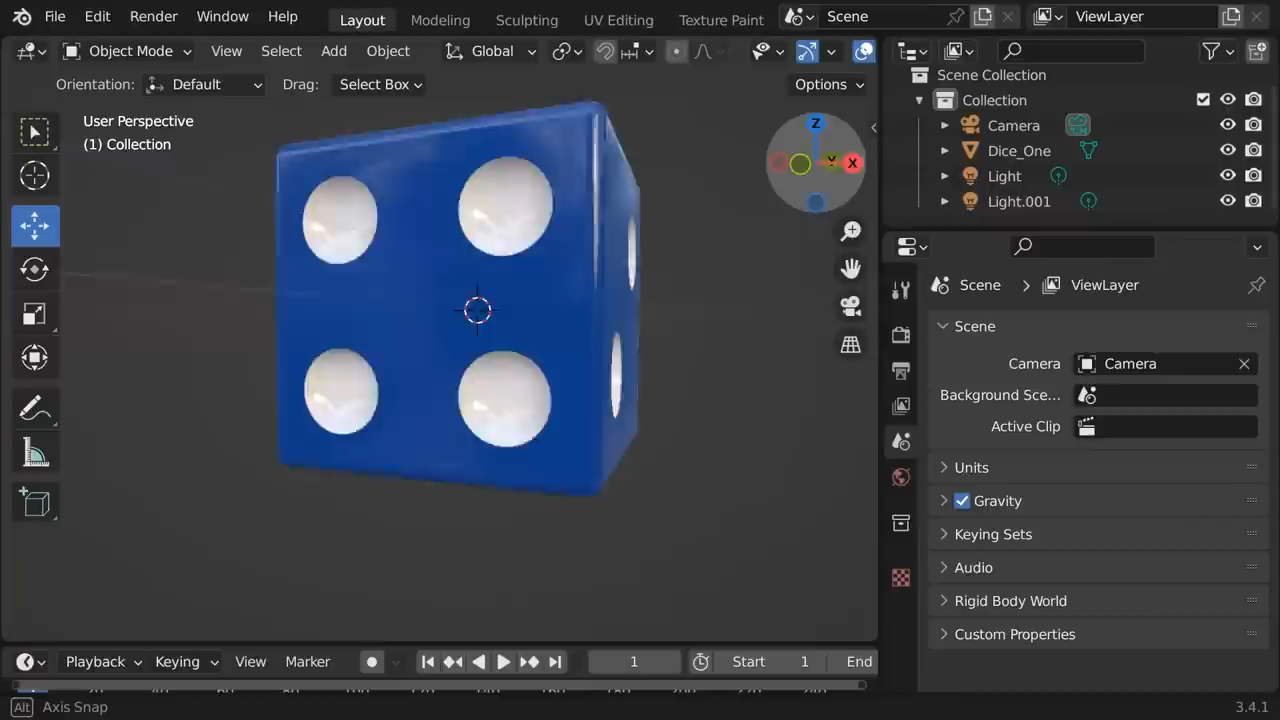 File Edit Render Window Help Layout Modeling Sculpting UV Editing Texture Paint Scene ViewLayer
Object Mode View Select Add Object Global
Orientation: Default Drag: Select Box Options
User Perspective
(1) Collection
Z
Y
X
Scene Collection
Collection
Camera
Dice_One
Light
Light.001
Scene ViewLayer
Scene
Camera Camera
Background Sce...
Active Clip
Units
Gravity
Keying Sets
Audio
Rigid Body World
Custom Properties
Playback Keying View Marker 1 Start 1 End
Alt Axis Snap 3.4.1